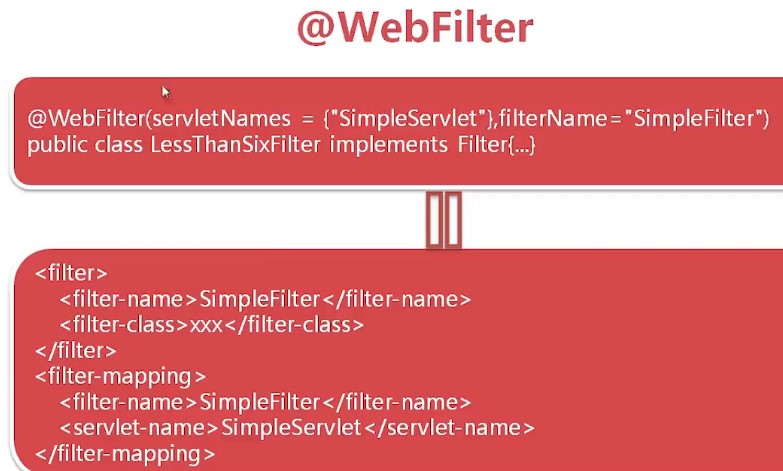 @WebFilter
@WebFilter(servletNames = {"SimpleServlet"},filterName="SimpleFilter")
public class LessThanSixFilter implements Filter{...}
<filter>
<filter-name>SimpleFilter</filter-name>
<filter-class>xxx</filter-class>
</filter>
<filter-mapping>
<filter-name>SimpleFilter</filter-name>
<servlet-name>SimpleServlet</servlet-name>
</filter-mapping>